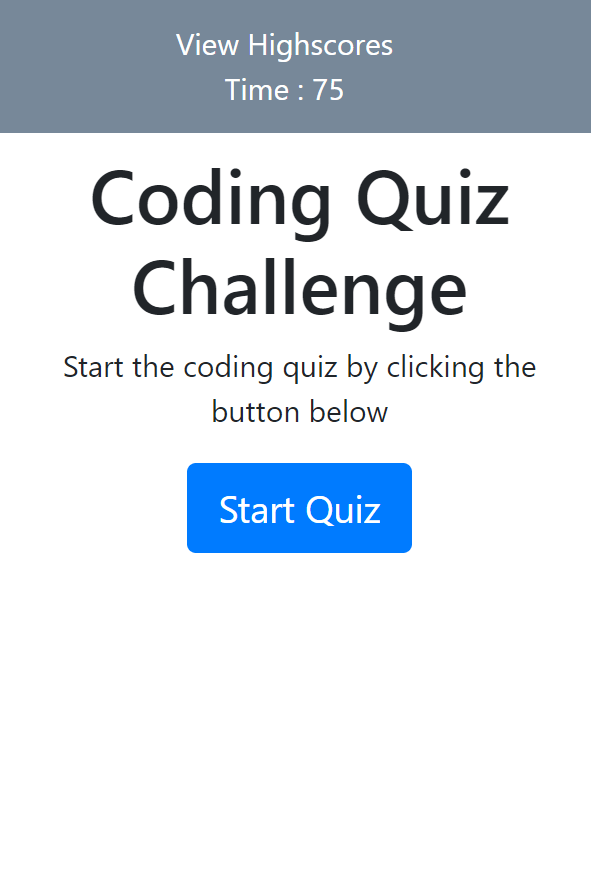 View Highscores
Time : 75
Coding Quiz
Challenge
Start the coding quiz by clicking the
button below
Start Quiz